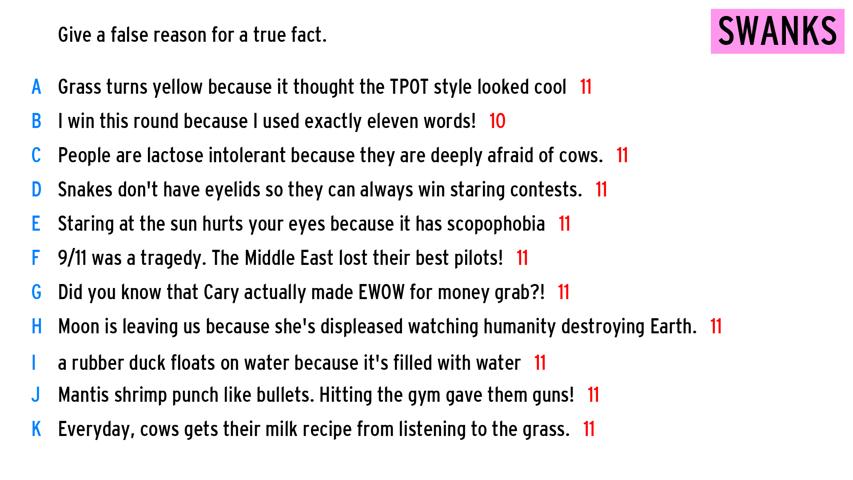 Give a false reason for a true fact.
SWANKS
A Grass turns yellow because it thought the TPOT style looked cool 11
B I win this round because I used exactly eleven words! 10
C People are lactose intolerant because they are deeply afraid of cows. 11
D Snakes don't have eyelids so they can always win staring contests. 11
E Staring at the sun hurts your eyes because it has scopophobia 11
F 9/11 was a tragedy. The Middle East lost their best pilots! 11
G Did you know that Cary actually made EWOW for money grab?! 11
H Moon is leaving us because she's displeased watching humanity destroying Earth. 11
I a rubber duck floats on water because it's filled with water 11
J Mantis shrimp punch like bullets. Hitting the gym gave them guns! 11
K Everyday, cows gets their milk recipe from listening to the grass. 11